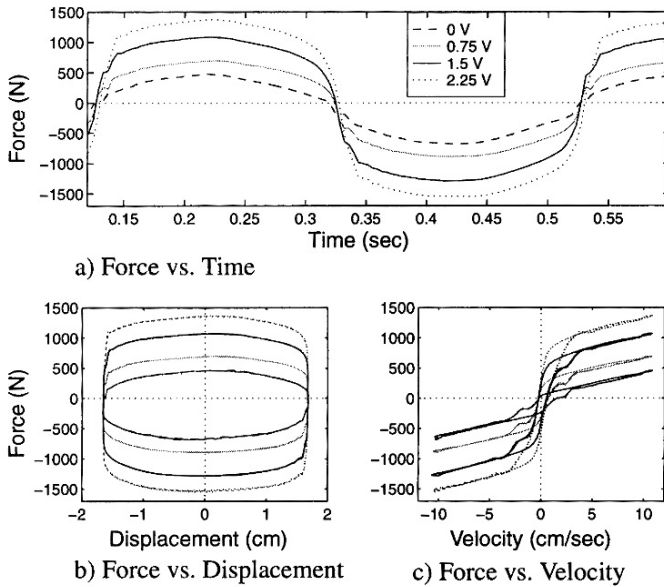 1500
1000
500
0
−500
−1000
−1500
Force (N)
0 V
0.75 V
1.5 V
2.25 V
0.15 0.2 0.25 0.3 0.35 0.4 0.45 0.5 0.55
Time (sec)
a) Force vs. Time
1500
1000
500
0
−500
−1000
−1500
Force (N)
−2 −1 0 1 2
Displacement (cm)
b) Force vs. Displacement
1500
1000
500
0
−500
−1000
−1500
−10 −5 0 5 10
Velocity (cm/sec)
c) Force vs. Velocity